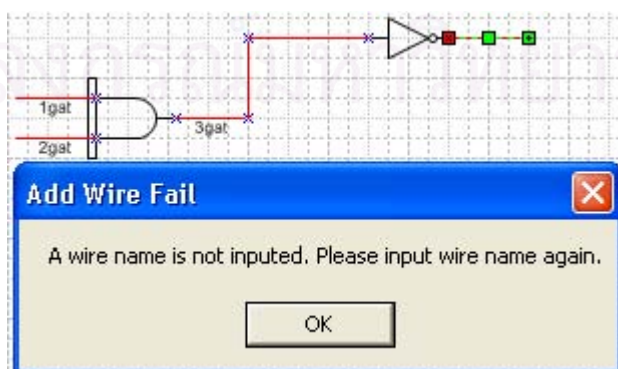 1gat
2gat
3gat
Add Wire Fail
A wire name is not inputed. Please input wire name again.
OK